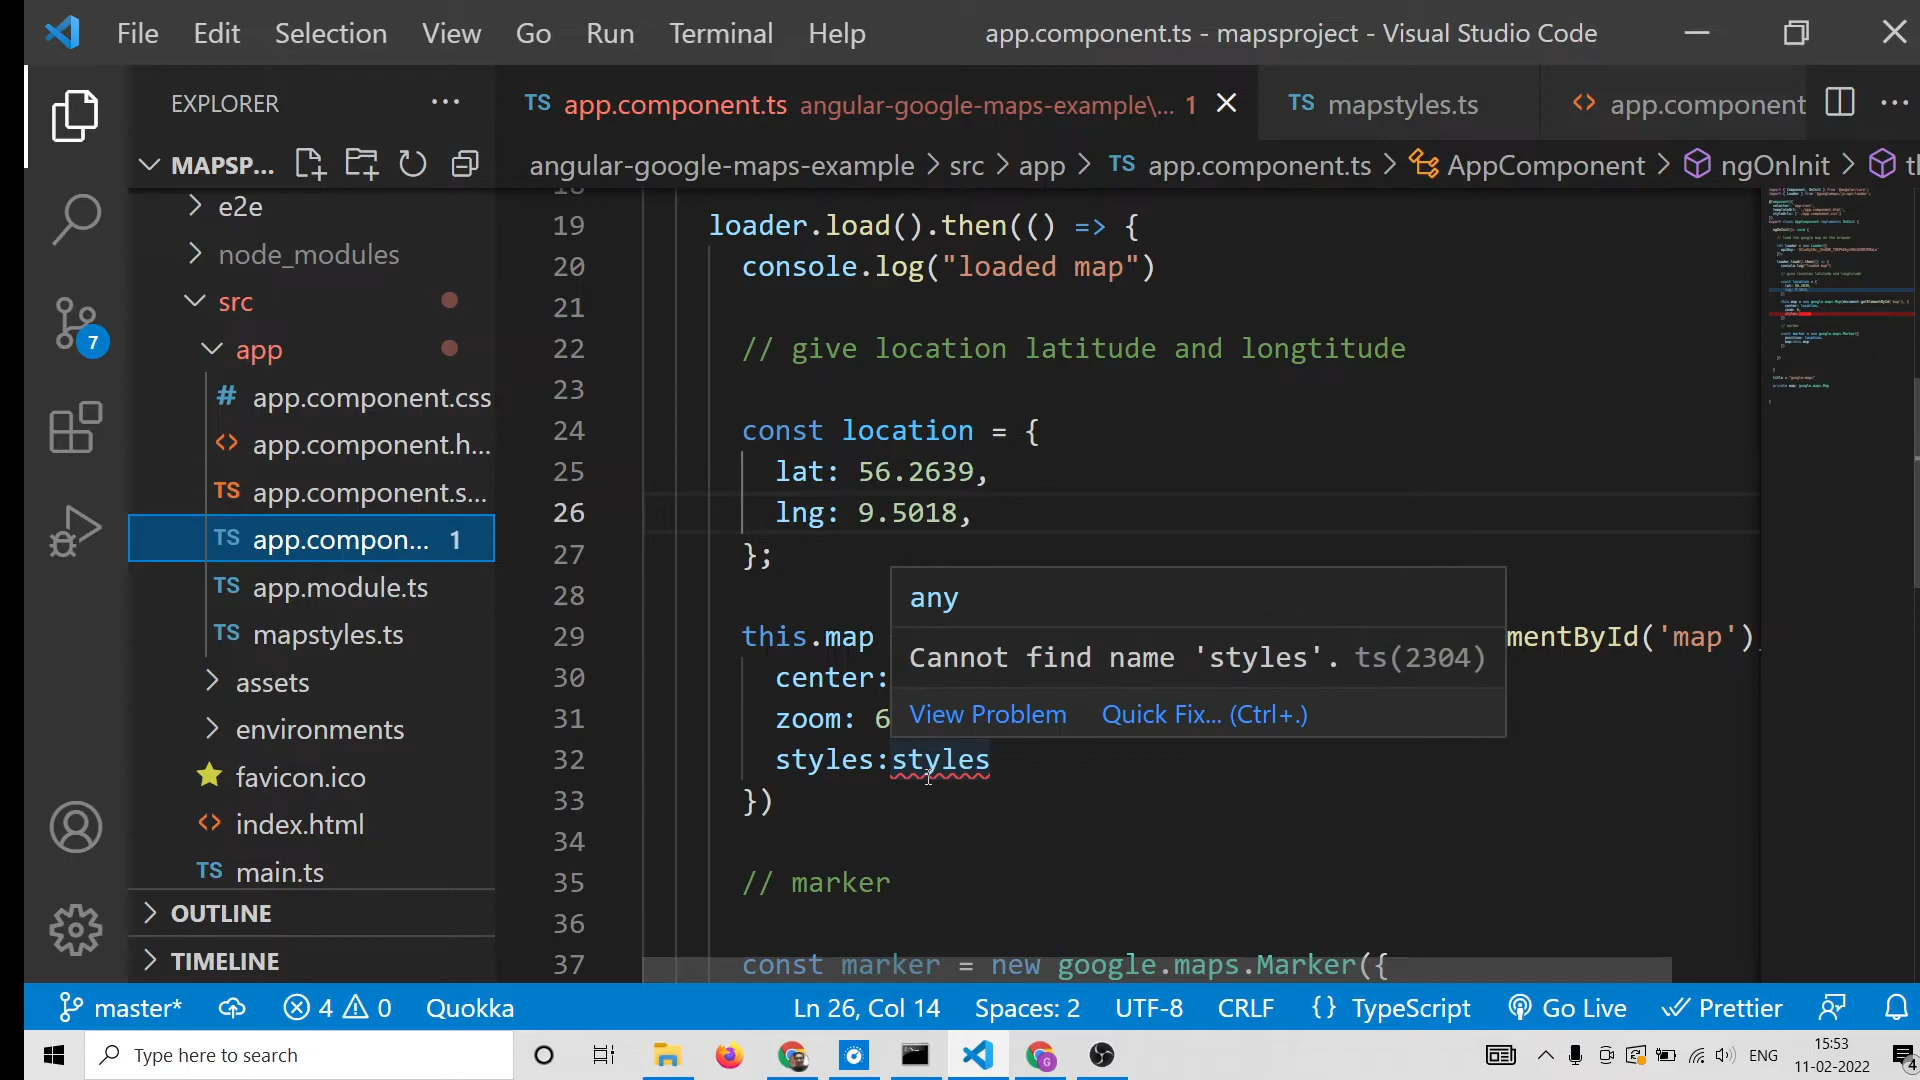 File Edit Selection View Go Run Terminal Help app.component.ts - mapsproject - Visual Studio Code
EXPLORER
TS app.component.ts angular-google-maps-example\... 1
TS mapstyles.ts
<> app.component
MAPSP...
angular-google-maps-example > src > app > TS app.component.ts > AppComponent > ngOnInit >
e2e
node_modules
src
app
# app.component.css
<> app.component.h...
TS app.component.s...
TS app.compon... 1
TS app.module.ts
TS mapstyles.ts
assets
environments
favicon.ico
<> index.html
TS main.ts
OUTLINE
TIMELINE
7
18
19 loader.load().then(() => {
20 console.log("loaded map")
21
22 // give location latitude and longtitude
23
24 const location = {
25 lat: 56.2639,
26 lng: 9.5018,
27 };
28
29 this.map mentById('map')
30 center:
31 zoom: 6
32 styles:styles
33 })
34
35 // marker
36
37 const marker = new google.maps.Marker({
any
Cannot find name 'styles'. ts(2304)
View Problem Quick Fix... (Ctrl+.)
master* 4 0 Quokka Ln 26, Col 14 Spaces: 2 UTF-8 CRLF {} TypeScript Go Live Prettier
Type here to search
ENG
15:53
11-02-2022
4